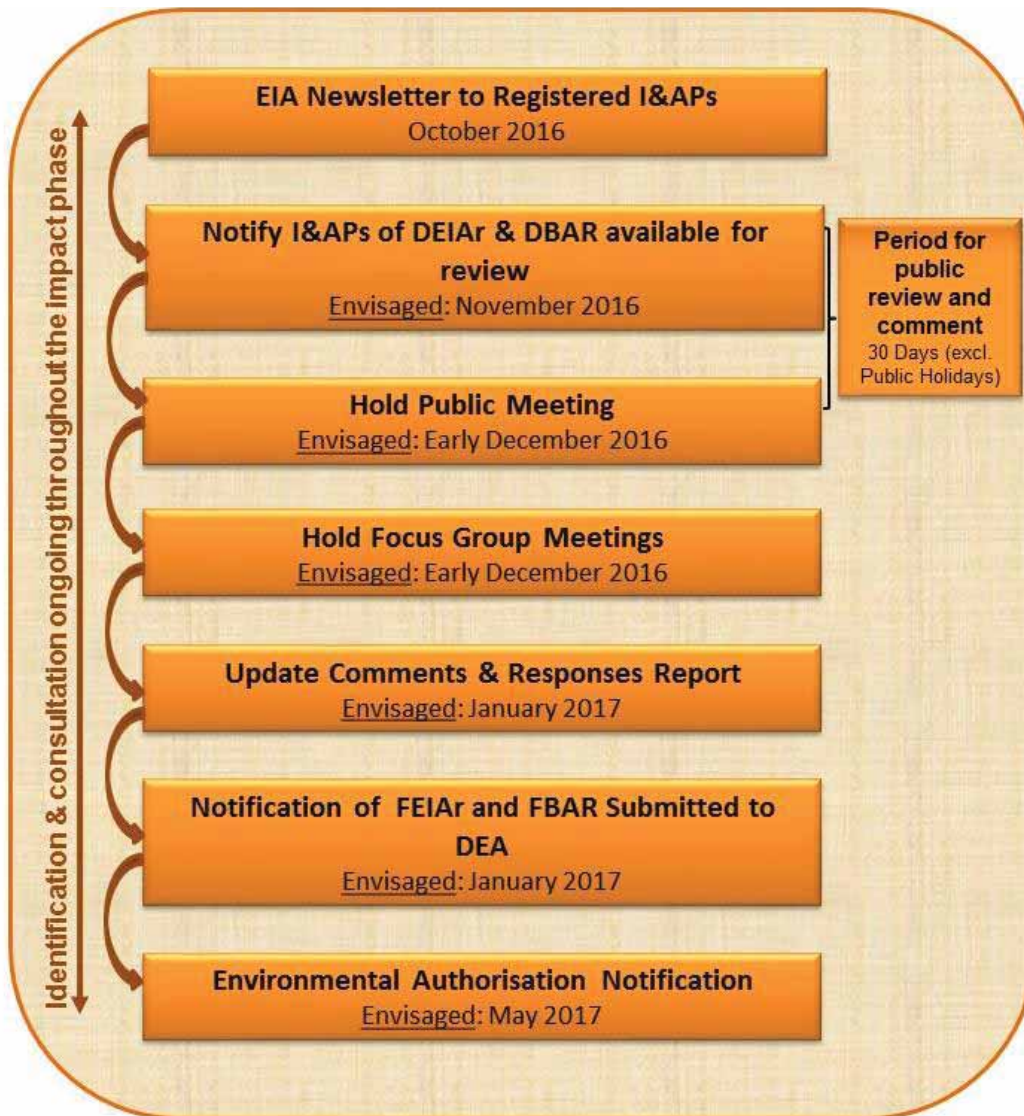 Identification & consultation ongoing throughout the impact phase
EIA Newsletter to Registered I&APs
October 2016
Notify I&APs of DEIAr & DBAR available for
review
Envisaged: November 2016
Period for
public
review and
comment
30 Days (excl.
Public Holidays)
Hold Public Meeting
Envisaged: Early December 2016
Hold Focus Group Meetings
Envisaged: Early December 2016
Update Comments & Responses Report
Envisaged: January 2017
Notification of FEIAr and FBAR Submitted to
DEA
Envisaged: January 2017
Environmental Authorisation Notification
Envisaged: May 2017